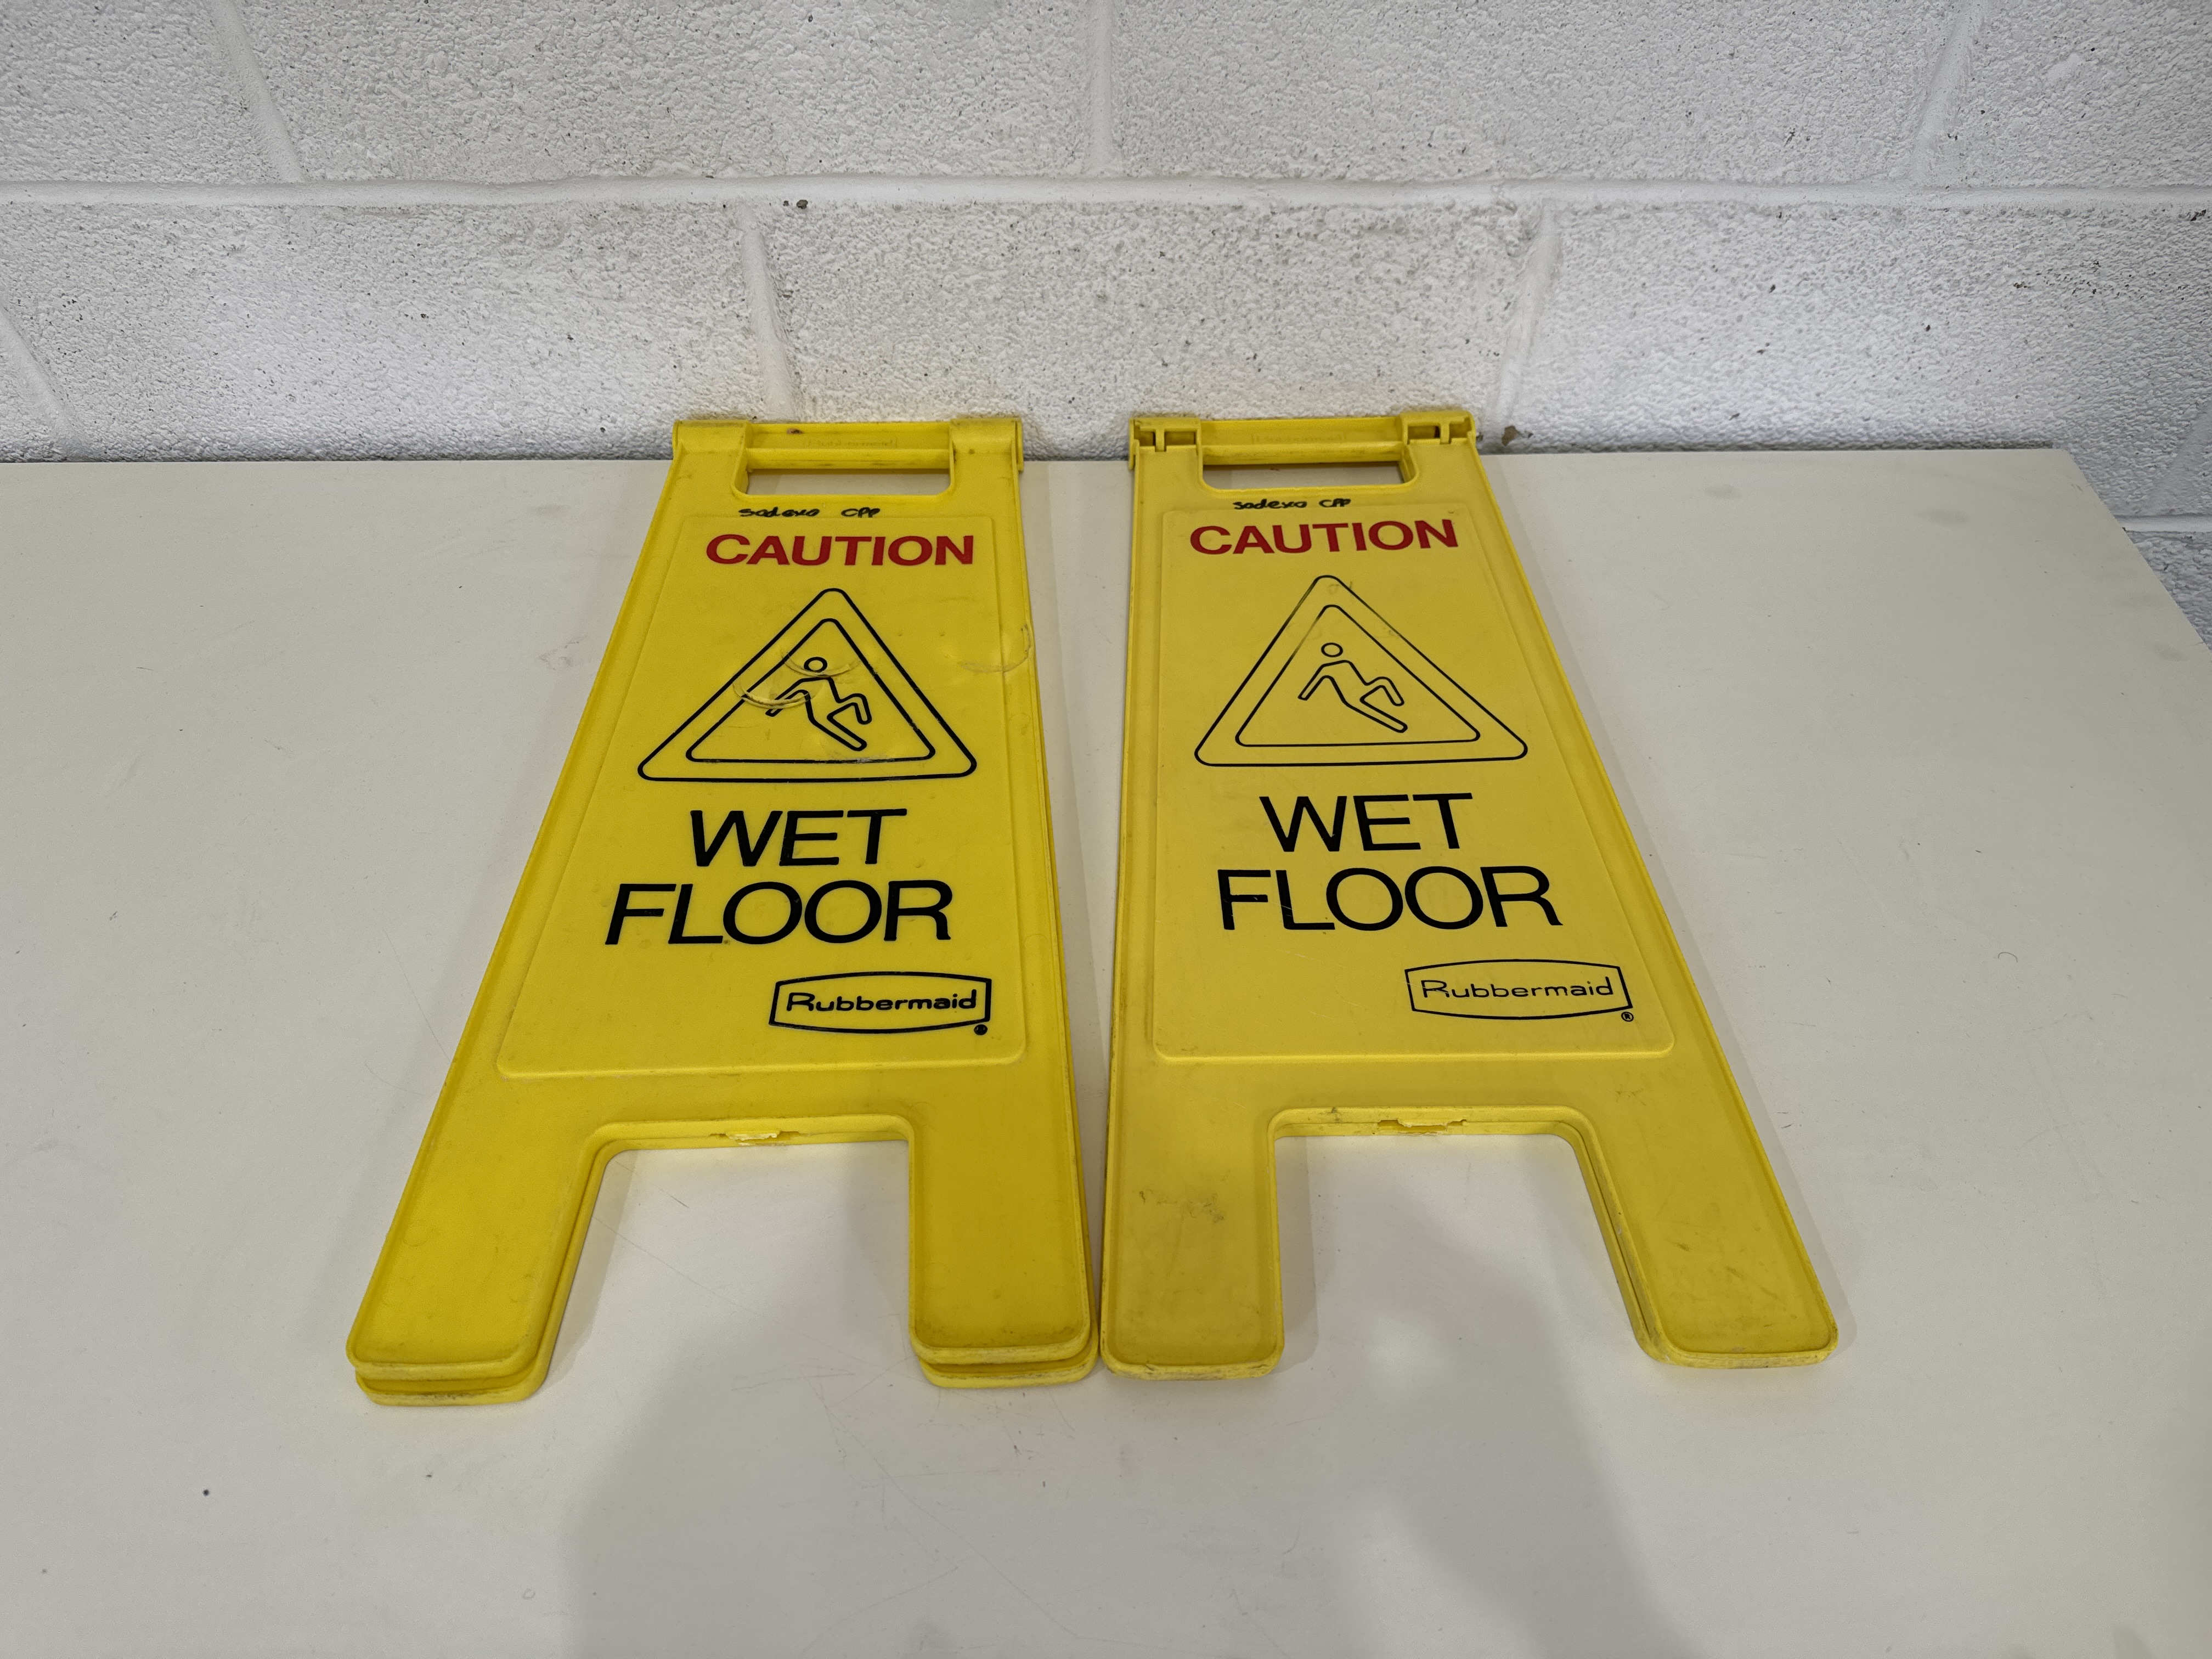 sodexo CPP
CAUTION
WET
FLOOR
Rubbermaid
®
sodexo CPP
CAUTION
WET
FLOOR
Rubbermaid
®